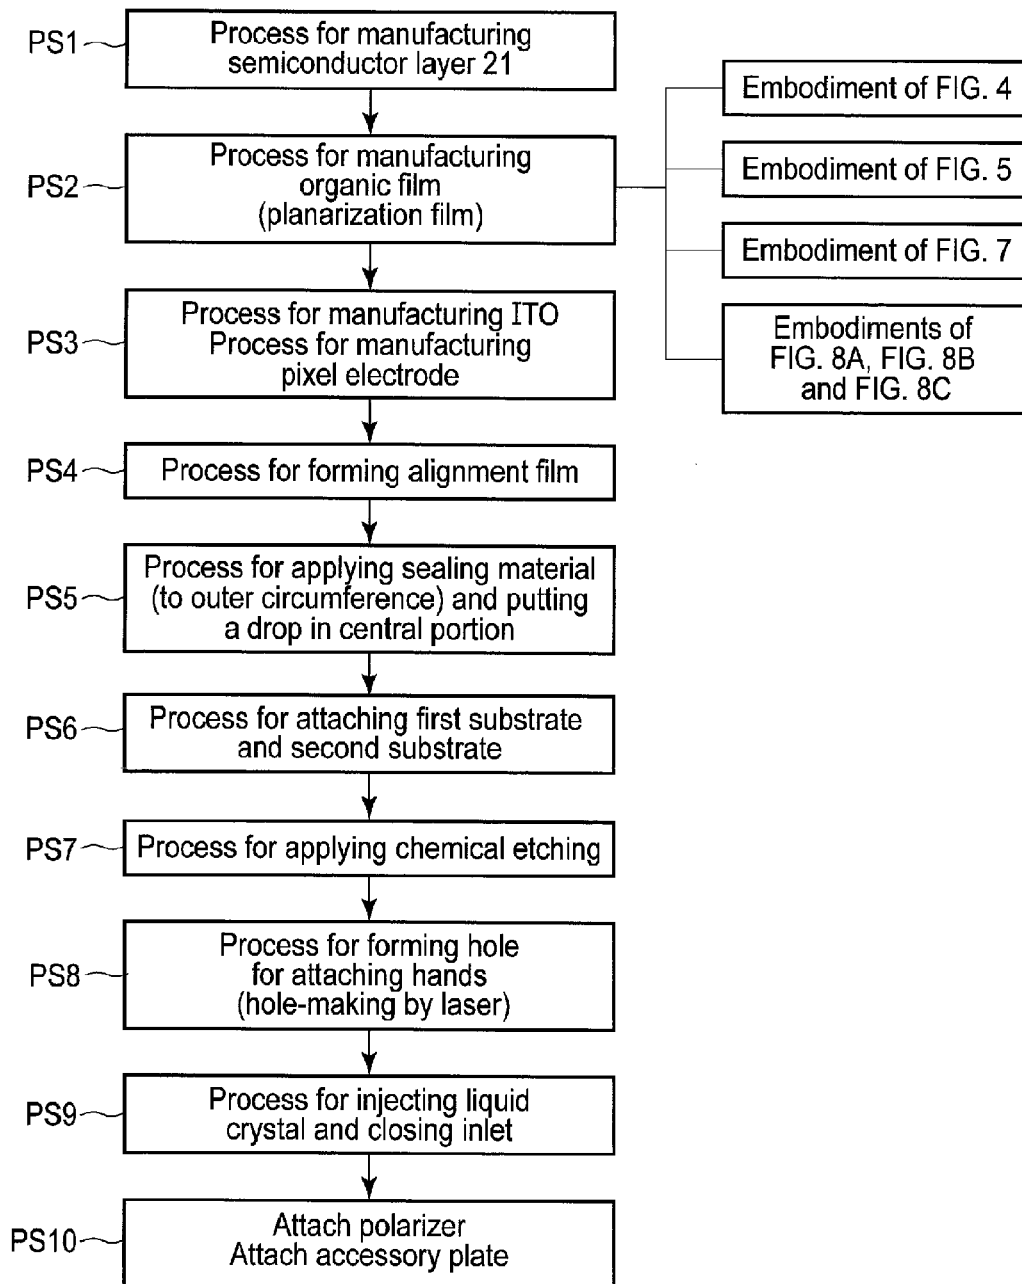 PS1
Process for manufacturing
semiconductor layer 21
PS2
Process for manufacturing
organic film
(planarization film)
Embodiment of FIG. 4
Embodiment of FIG. 5
Embodiment of FIG. 7
Embodiments of
FIG. 8A, FIG. 8B
and FIG. 8C
PS3
Process for manufacturing ITO
Process for manufacturing
pixel electrode
PS4
Process for forming alignment film
PS5
Process for applying sealing material
(to outer circumference) and putting
a drop in central portion
PS6
Process for attaching first substrate
and second substrate
PS7
Process for applying chemical etching
PS8
Process for forming hole
for attaching hands
(hole-making by laser)
PS9
Process for injecting liquid
crystal and closing inlet
PS10
Attach polarizer
Attach accessory plate